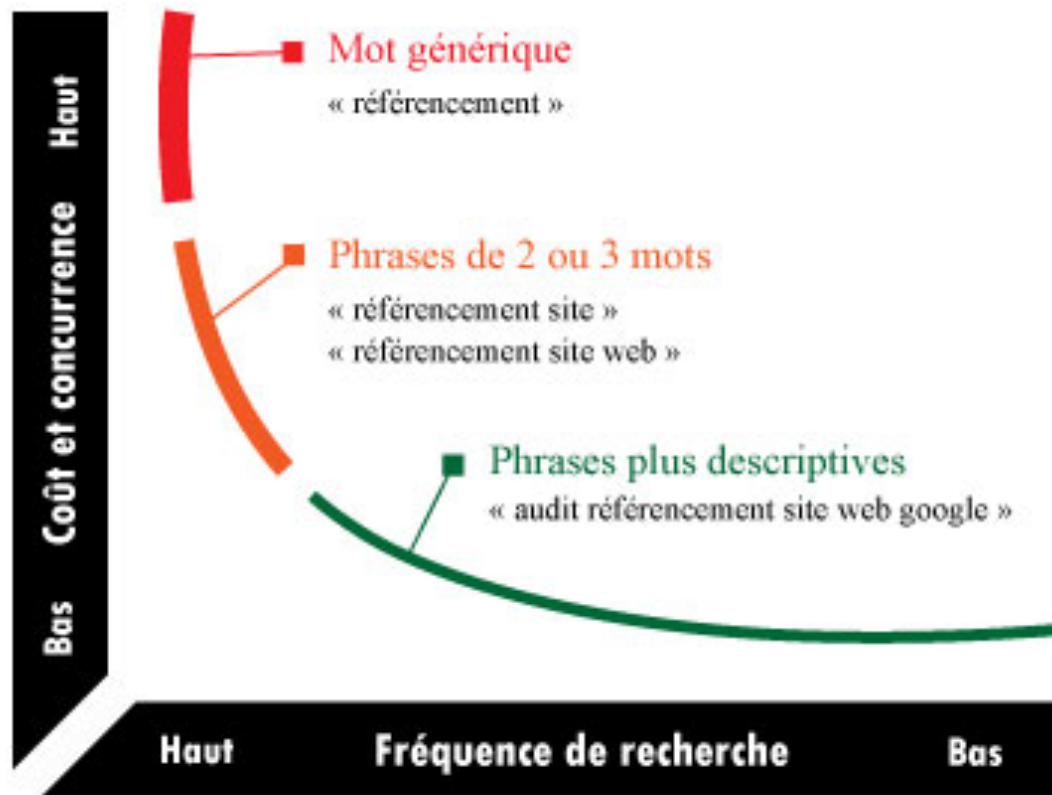 Mot générique
« référencement »
Phrases de 2 ou 3 mots
« référencement site »
« référencement site web »
Phrases plus descriptives
« audit référencement site web google »
Bas Coût et concurrence Haut
Haut Fréquence de recherche Bas